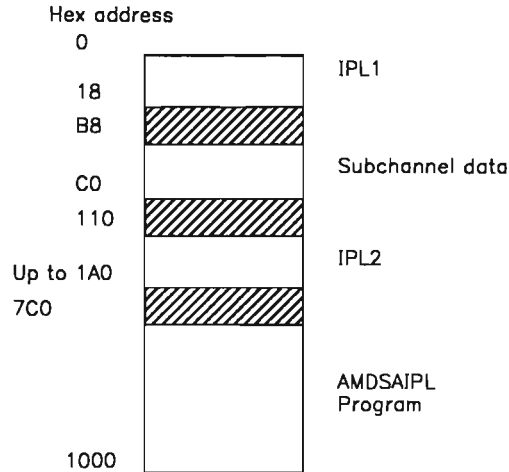 Hex address
0
IPL1
18
B8
Subchannel data
C0
110
IPL2
Up to 1A0
7C0
AMDSAIPL
Program
1000